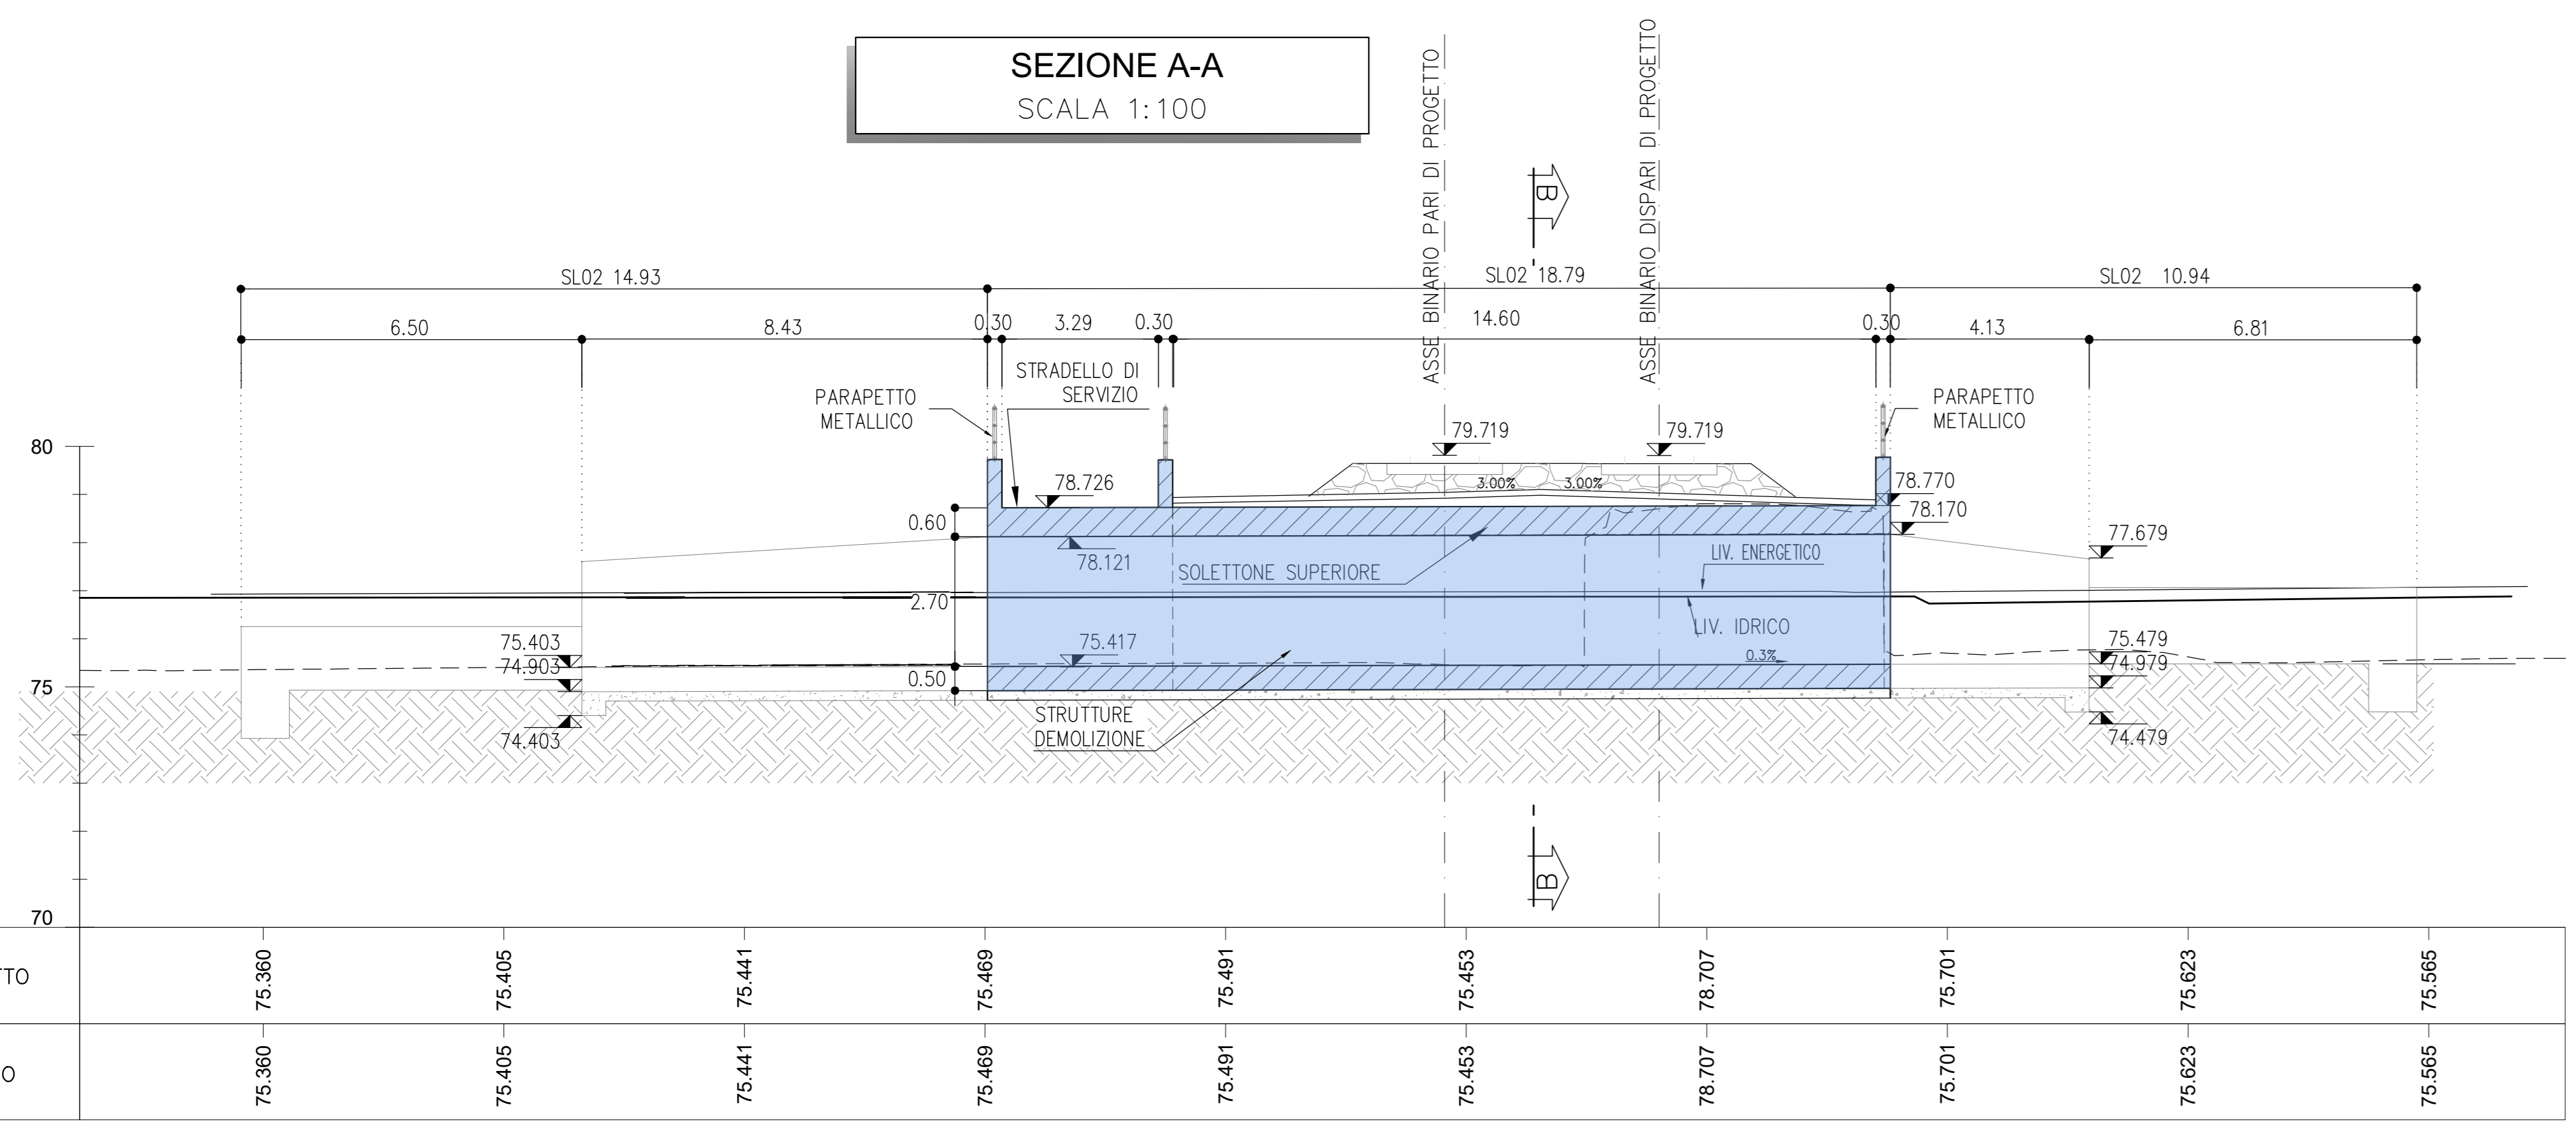 SEZIONE A-A
SCALA 1:100
ASSE BINARIO PARI DI PROGETTO
ASSE BINARIO DISPARI DI PROGETTO
B
SL02 14.93
SL02 18.79
SL02 10.94
6.50
8.43
0.30
3.29
0.30
14.60
0.30
4.13
6.81
STRADELLO DI
SERVIZIO
PARAPETTO
METALLICO
PARAPETTO
METALLICO
80
79.719
79.719
78.726
3.00%
3.00%
78.770
78.170
0.60
78.121
77.679
LIV. ENERGETICO
SOLETTONE SUPERIORE
2.70
LIV. IDRICO
75.403
75.417
75.479
74.903
0.3%
74.979
75
0.50
STRUTTURE
DEMOLIZIONE
74.403
74.479
B
70
TTO
75.360
75.405
75.441
75.469
75.491
75.453
78.707
75.701
75.623
75.565
O
75.360
75.405
75.441
75.469
75.491
75.453
78.707
75.701
75.623
75.565